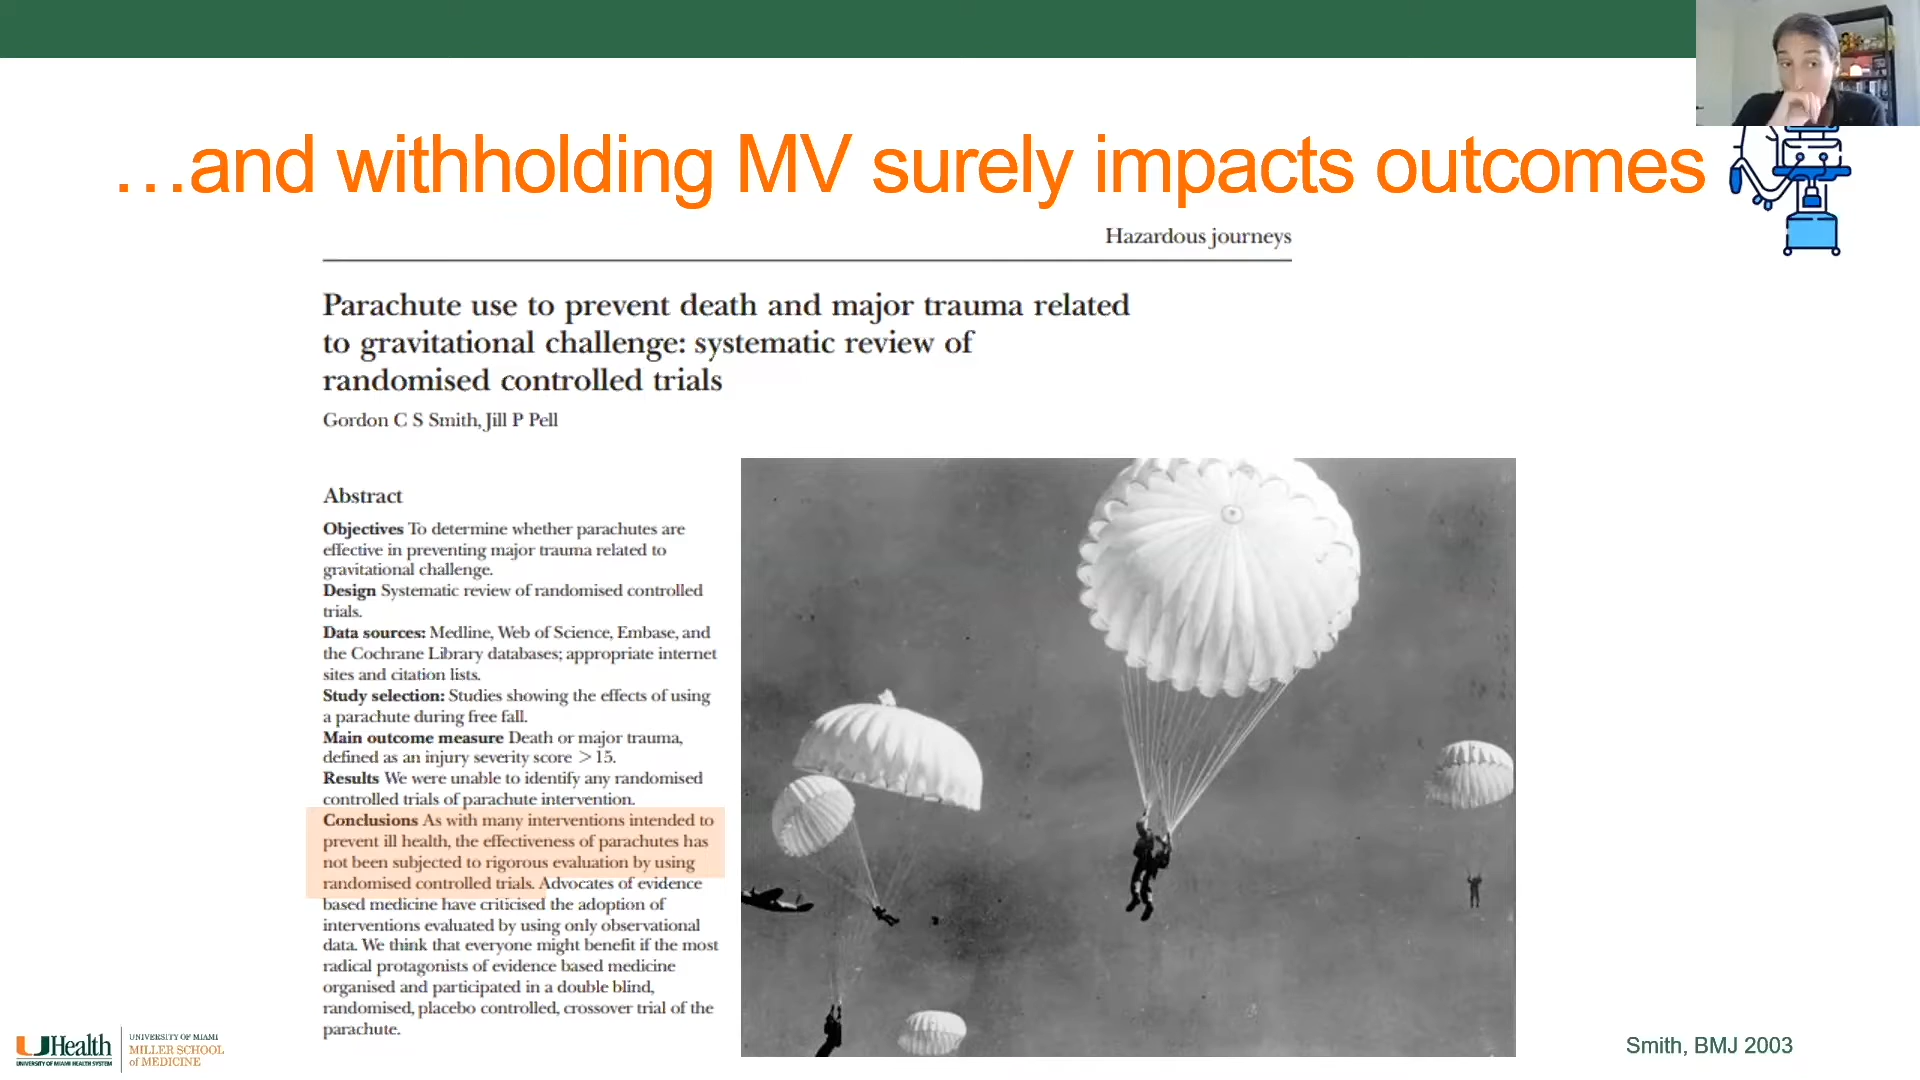 …and withholding MV surely impacts outcomes
Hazardous journeys
Parachute use to prevent death and major trauma related
to gravitational challenge: systematic review of
randomised controlled trials
Gordon C S Smith, Jill P Pell
Abstract
Objectives To determine whether parachutes are
effective in preventing major trauma related to
gravitational challenge.
Design Systematic review of randomised controlled
trials.
Data sources: Medline, Web of Science, Embase, and
the Cochrane Library databases; appropriate internet
sites and citation lists.
Study selection: Studies showing the effects of using
a parachute during free fall.
Main outcome measure Death or major trauma,
defined as an injury severity score > 15.
Results We were unable to identify any randomised
controlled trials of parachute intervention.
Conclusions As with many interventions intended to
prevent ill health, the effectiveness of parachutes has
not been subjected to rigorous evaluation by using
randomised controlled trials. Advocates of evidence
based medicine have criticised the adoption of
interventions evaluated by using only observational
data. We think that everyone might benefit if the most
radical protagonists of evidence based medicine
organised and participated in a double blind,
randomised, placebo controlled, crossover trial of the
parachute.
UHealth
UNIVERSITY OF MIAMI HEALTH SYSTEM
UNIVERSITY OF MIAMI
MILLER SCHOOL
of MEDICINE
Smith, BMJ 2003